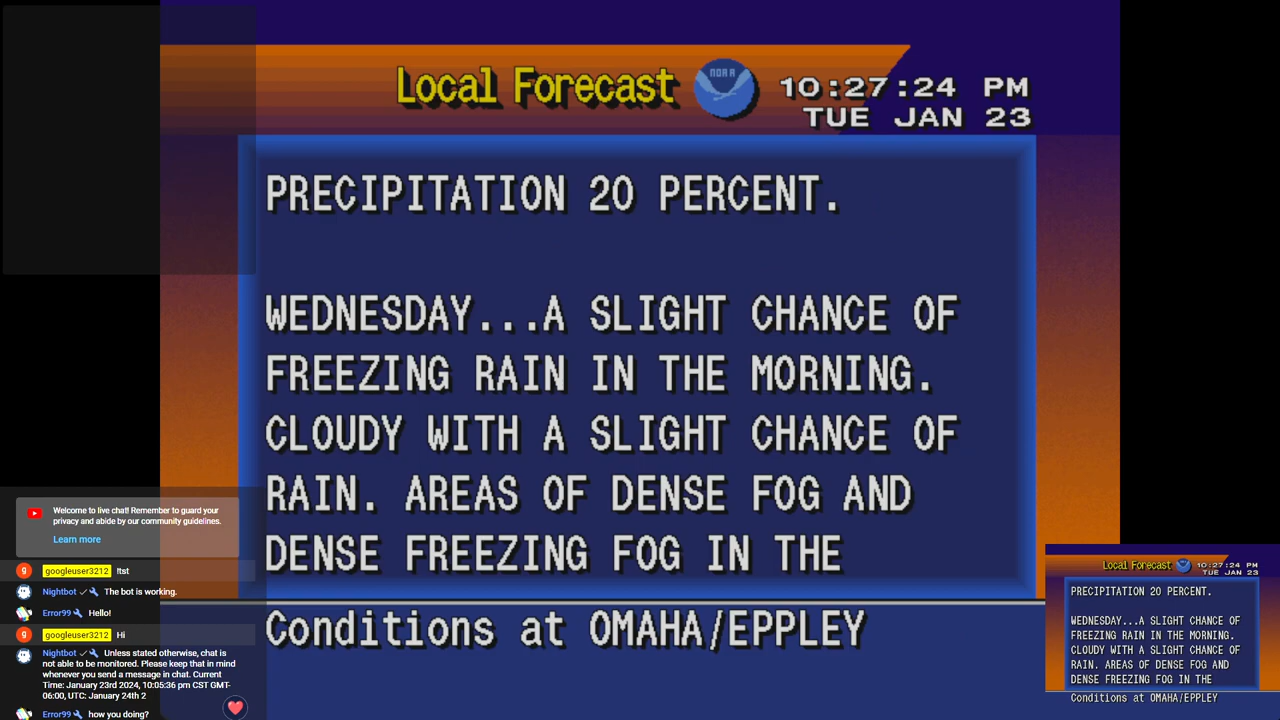 Local Forecast
NOAA
10:27:24 PM
TUE JAN 23
PRECIPITATION 20 PERCENT.
WEDNESDAY...A SLIGHT CHANCE OF
FREEZING RAIN IN THE MORNING.
CLOUDY WITH A SLIGHT CHANCE OF
RAIN. AREAS OF DENSE FOG AND
DENSE FREEZING FOG IN THE
Conditions at OMAHA/EPPLEY
Welcome to live chat! Remember to guard your
privacy and abide by our community guidelines.
Learn more
g googleuser3212 !tst
Nightbot The bot is working.
Error99 Hello!
g googleuser3212 Hi
Nightbot Unless stated otherwise, chat is
not able to be monitored. Please keep that in mind
whenever you send a message in chat. Current
Time: January 23rd 2024, 10:05:36 pm CST GMT-
06:00, UTC: January 24th 2
Error99 how you doing?
Local Forecast
10:27:24 PM
TUE JAN 23
PRECIPITATION 20 PERCENT.
WEDNESDAY...A SLIGHT CHANCE OF
FREEZING RAIN IN THE MORNING.
CLOUDY WITH A SLIGHT CHANCE OF
RAIN. AREAS OF DENSE FOG AND
DENSE FREEZING FOG IN THE
Conditions at OMAHA/EPPLEY